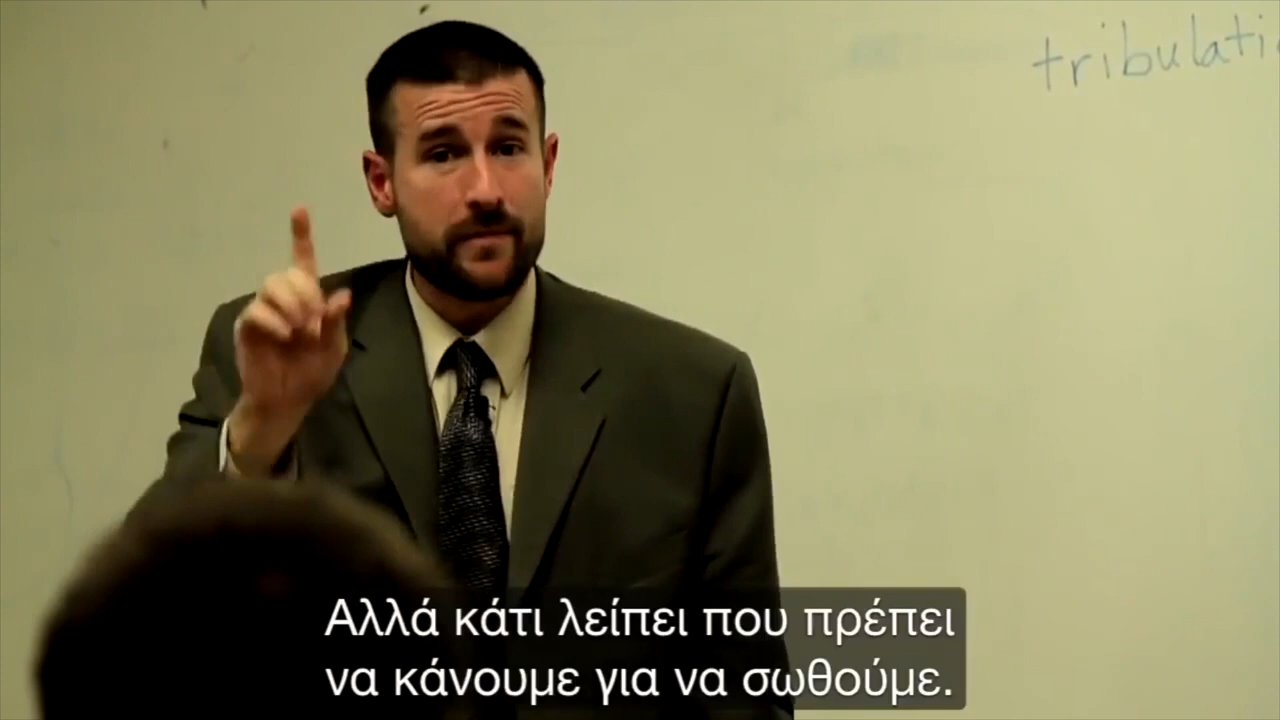 tribulati
Αλλά κάτι λείπει που πρέπει
να κάνουμε για να σωθούμε.